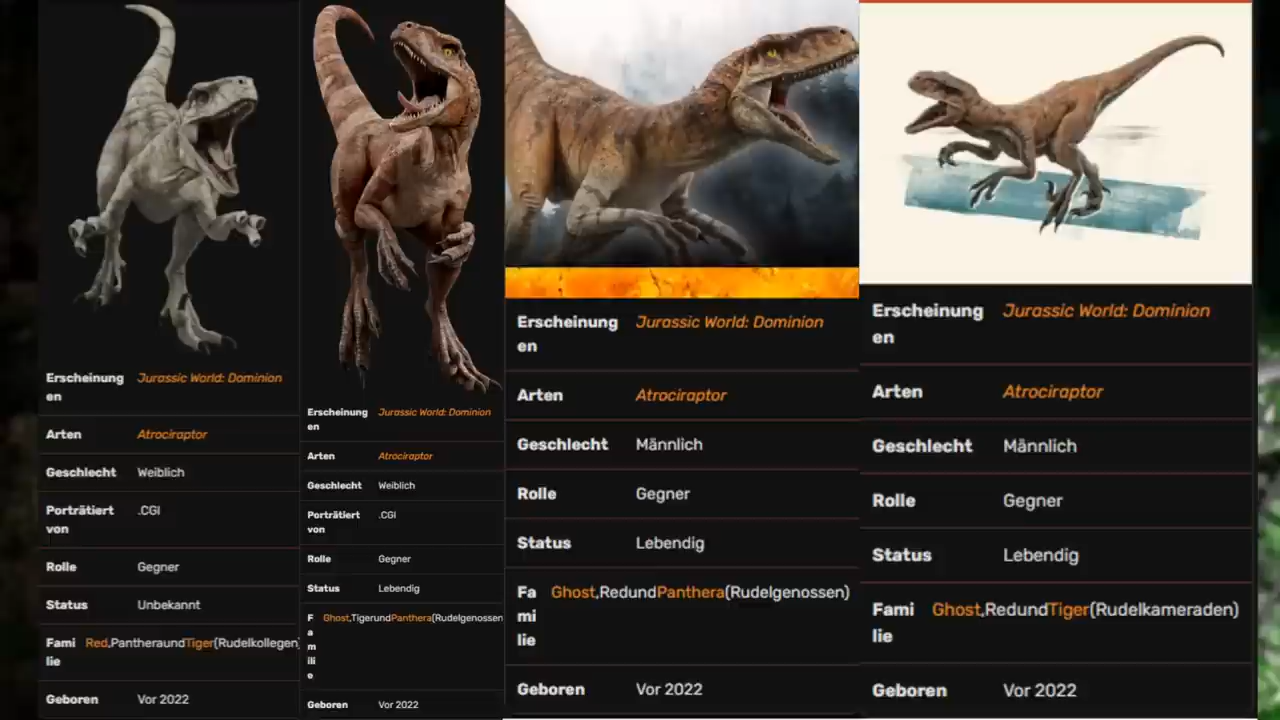 Erscheinung
en
Jurassic World: Dominion
Arten
Atrociraptor
Geschlecht
Weiblich
Porträtiert
von
.CGI
Rolle
Gegner
Status
Unbekannt
Fami
lie
Red,PantheraundTiger(Rudelkollegen)
Geboren
Vor 2022
Erscheinung
en
Jurassic World: Dominion
Arten
Atrociraptor
Geschlecht
Weiblich
Porträtiert
von
.CGI
Rolle
Gegner
Status
Lebendig
F
a
m
ili
e
Ghost,TigerundPanthera(Rudelgenossen
Geboren
Vor 2022
Erscheinung
en
Jurassic World: Dominion
Arten
Atrociraptor
Geschlecht
Männlich
Rolle
Gegner
Status
Lebendig
Fa
mi
lie
Ghost,RedundPanthera(Rudelgenossen)
Geboren
Vor 2022
Erscheinung
en
Jurassic World: Dominion
Arten
Atrociraptor
Geschlecht
Männlich
Rolle
Gegner
Status
Lebendig
Fami
lie
Ghost,RedundTiger(Rudelkameraden)
Geboren
Vor 2022